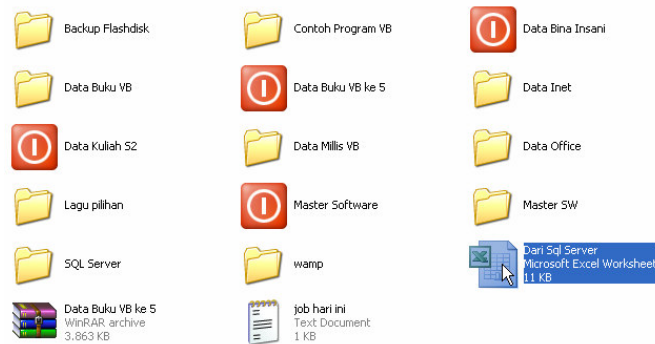 Backup Flashdisk
Contoh Program VB
Data Bina Insani
Data Buku VB
Data Buku VB ke 5
Data Inet
Data Kuliah S2
Data Millis VB
Data Office
Lagu pilihan
Master Software
Master SW
SQL Server
wamp
Dari Sql Server
Microsoft Excel Worksheet
11 KB
Data Buku VB ke 5
WinRAR archive
3.863 KB
job hari ini
Text Document
1 KB